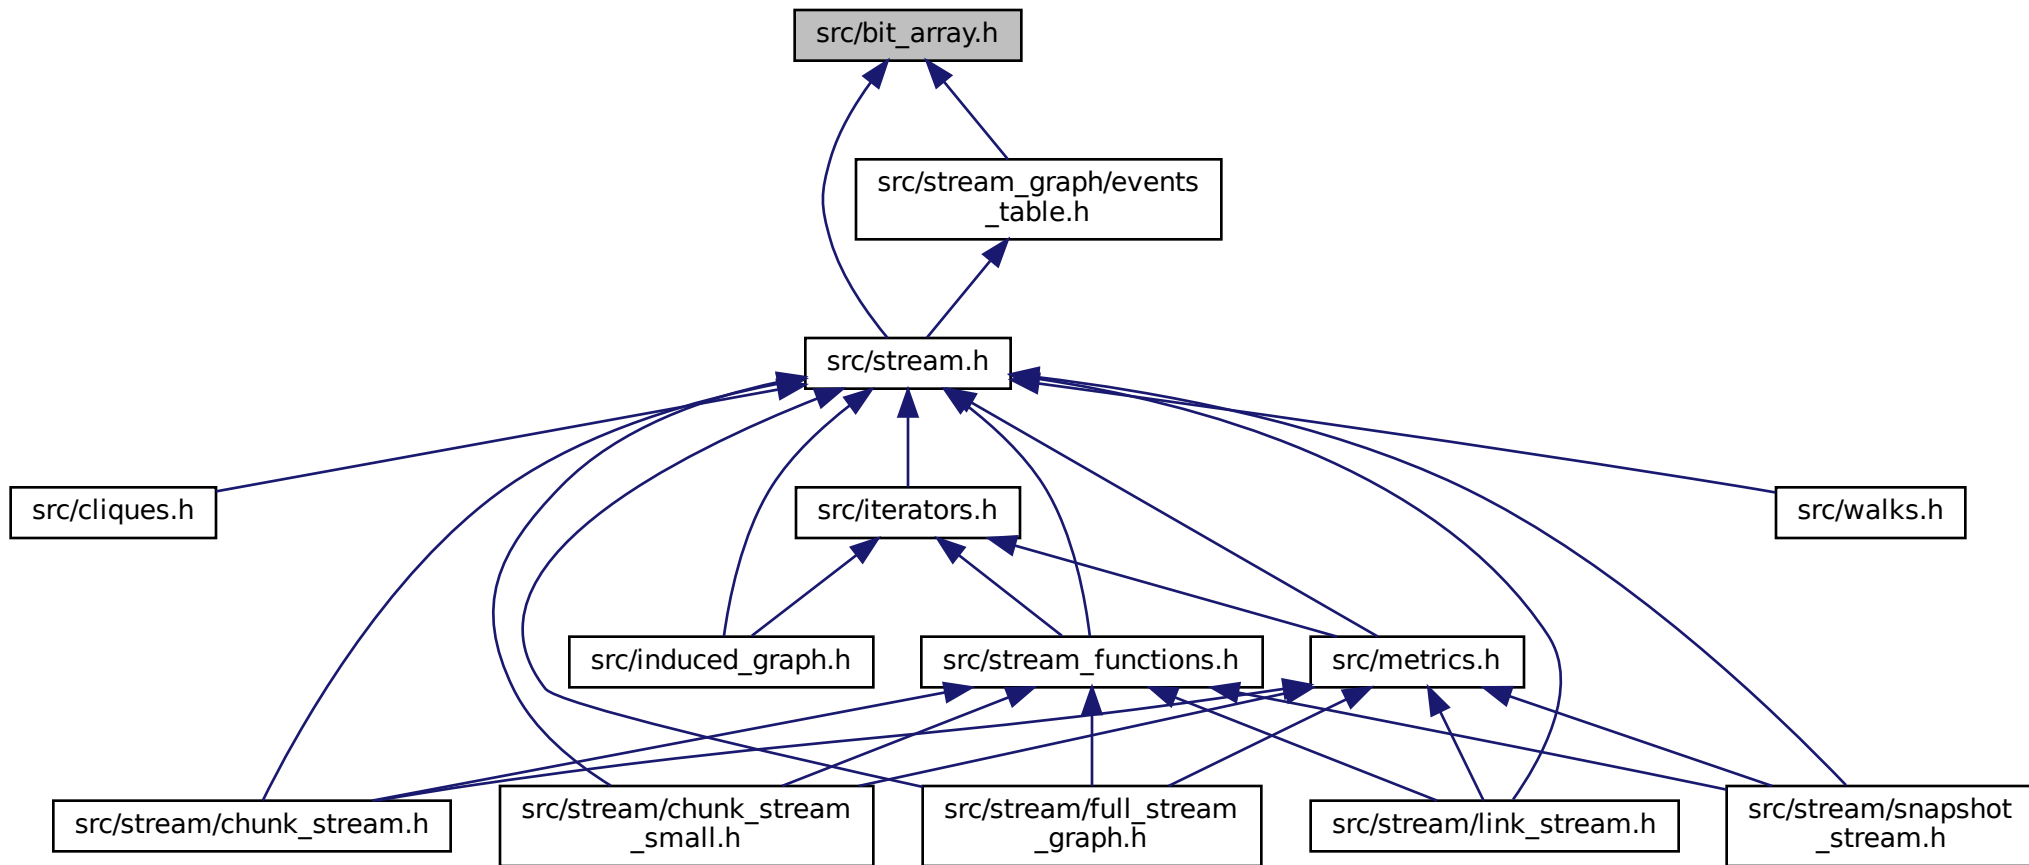 src/bit_array.h
src/stream_graph/events
_table.h
src/stream.h
src/cliques.h
src/iterators.h
src/walks.h
src/induced_graph.h
src/stream_functions.h
src/metrics.h
src/stream/chunk_stream.h
src/stream/chunk_stream
_small.h
src/stream/full_stream
_graph.h
src/stream/link_stream.h
src/stream/snapshot
_stream.h